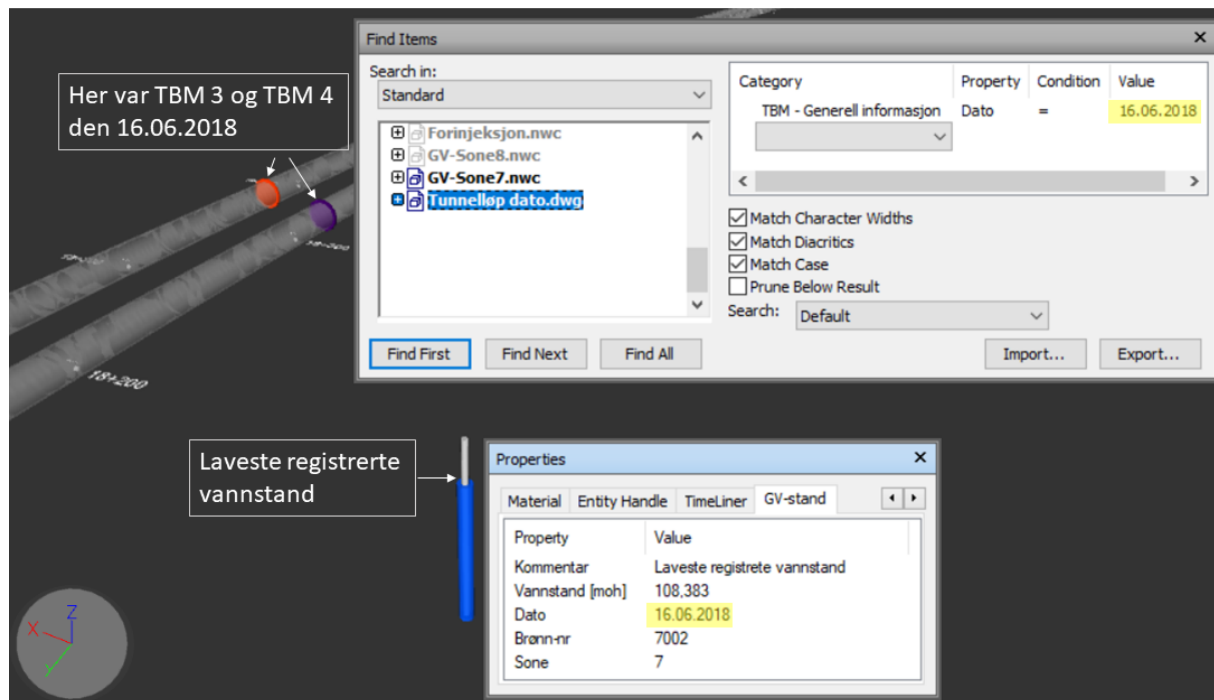 Her var TBM 3 og TBM 4
den 16.06.2018
Find Items
Search in:
Standard
Forinjeksjon.nwc
GV-Sone8.nwc
GV-Sone7.nwc
Tunnelløp dato.dwg
Category Property Condition Value
TBM - Generell informasjon Dato = 16.06.2018
Match Character Widths
Match Diacritics
Match Case
Prune Below Result
Search: Default
Find First Find Next Find All Import... Export...
18+200
Laveste registrerte
vannstand
Properties
Material Entity Handle TimeLiner GV-stand
Property Value
Kommentar Laveste registrete vannstand
Vannstand [moh] 108,383
Dato 16.06.2018
Brønn-nr 7002
Sone 7
X Z Y